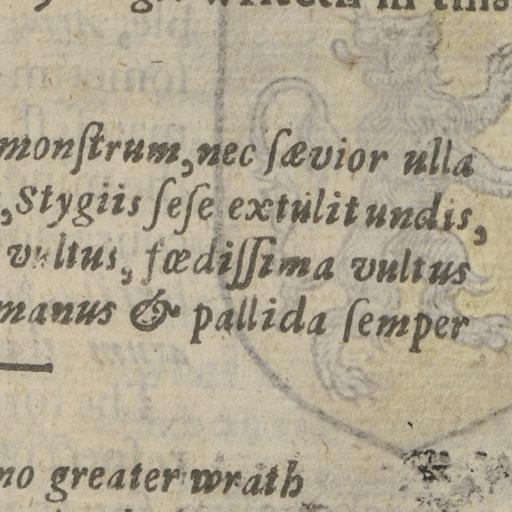 written in this
monſtrum, nec ſævior ulla
, Stygiis ſeſe extulit undis,
vultus, fœdiſſima vultus
manus & pallida ſemper
no greater wrath